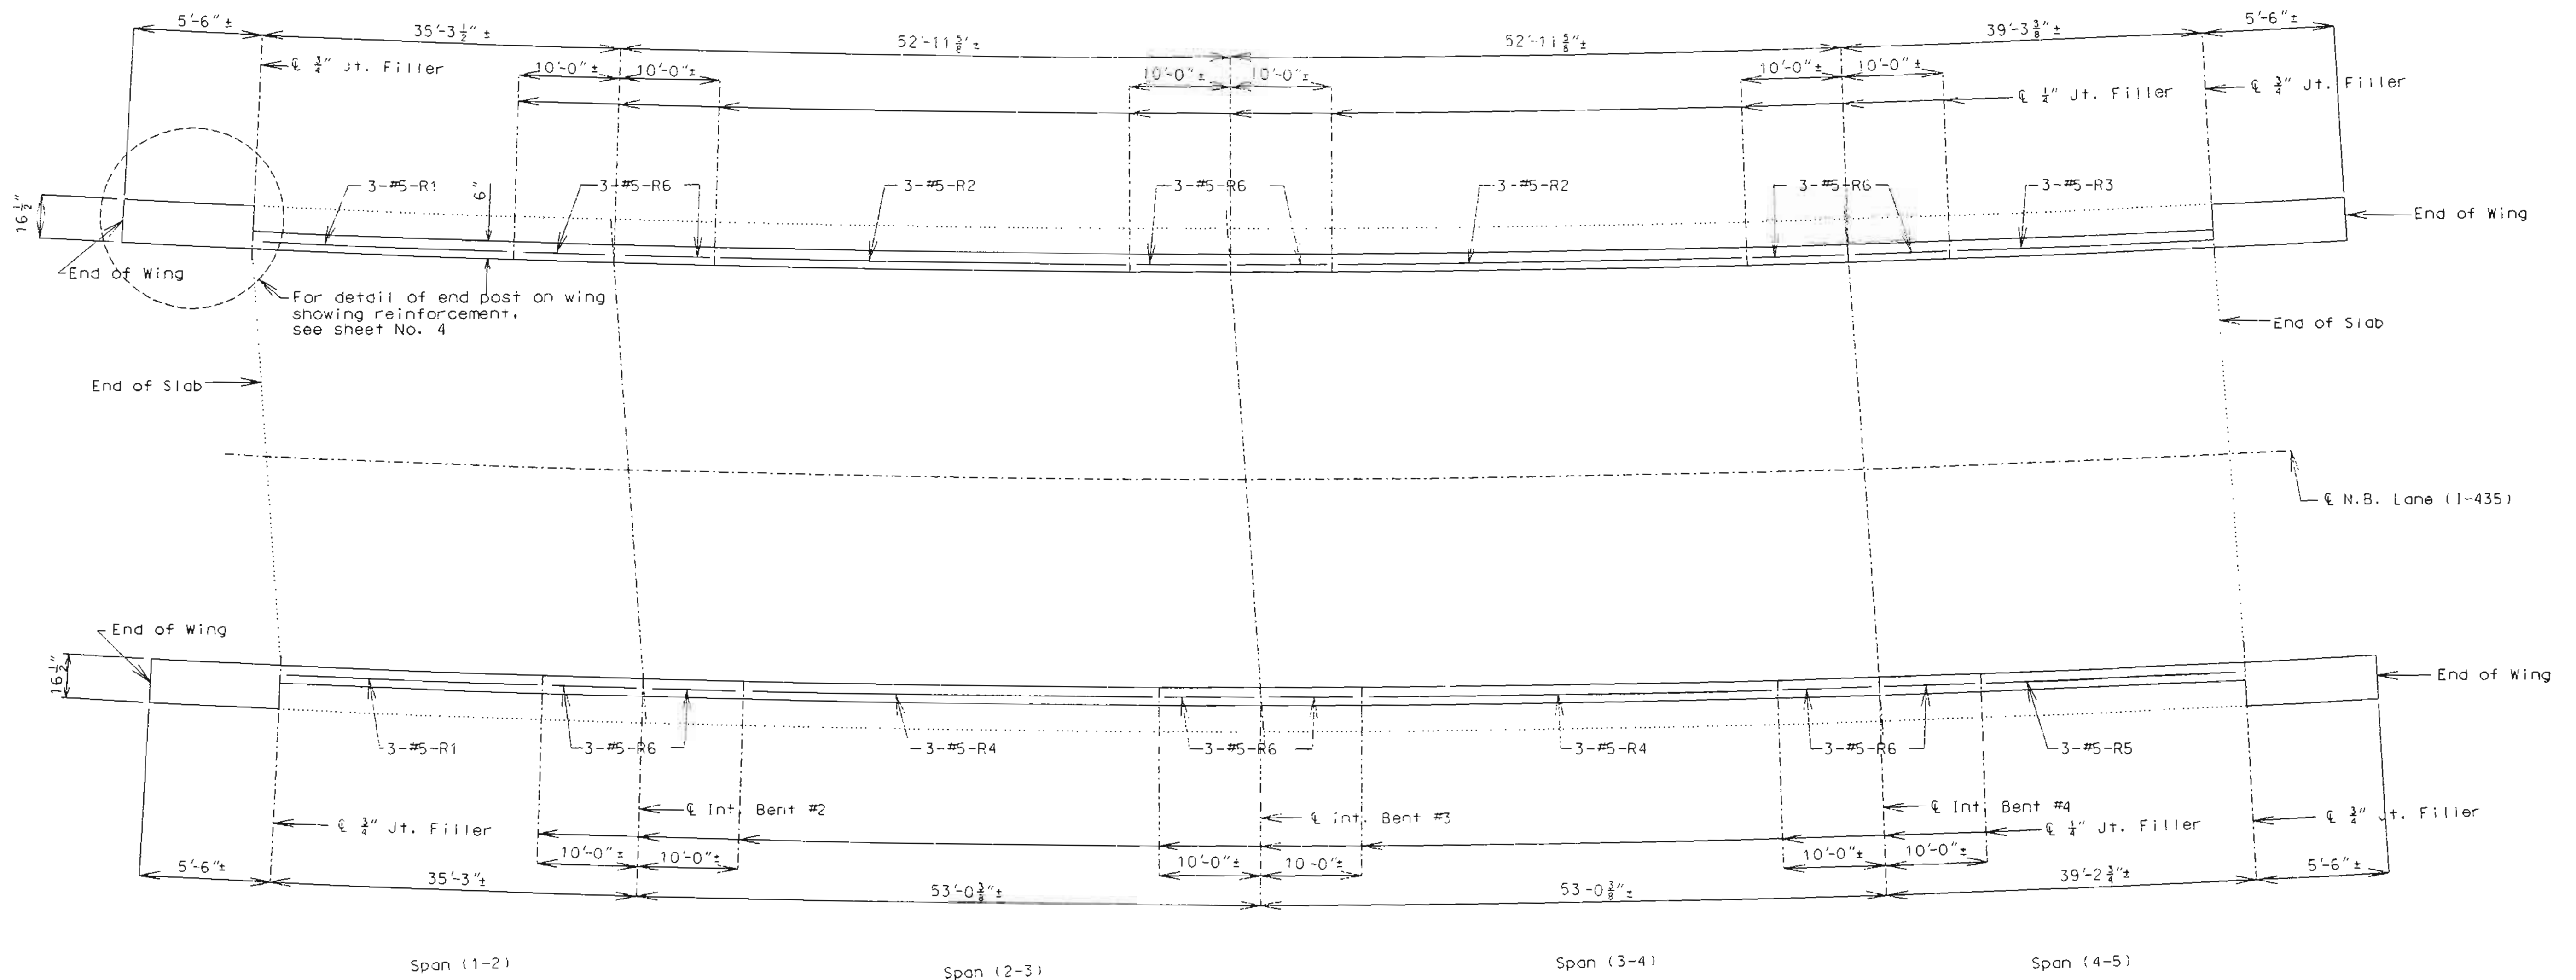 5'-6"±
35'-3 1/2"±
52'-11 5/8"±
52'-11 5/8"±
39'-3 3/8"±
5'-6"±
℄ 3/4" Jt. Filler
10'-0"±
10'-0"±
10'-0"±
10'-0"±
10'-0"±
10'-0"±
℄ 1/4" Jt. Filler
℄ 3/4" Jt. Filler
16 1/2"
3-#5-R1
3-#5-R6
6"
3-#5-R2
3-#5-R6
3-#5-R2
3-#5-R6
3-#5-R3
End of Wing
End of Wing
For detail of end post on wing
showing reinforcement.
see sheet No. 4
End of Slab
End of Slab
℄ N.B. Lane (I-435)
End of Wing
16 1/2"
End of Wing
3-#5-R1
3-#5-R6
3-#5-R4
3-#5-R6
3-#5-R4
3-#5-R6
3-#5-R5
℄ 3/4" Jt. Filler
℄ Int. Bent #2
℄ Int. Bent #3
℄ Int. Bent #4
℄ 1/4" Jt. Filler
℄ 3/4" Jt. Filler
10'-0"±
10'-0"±
10'-0"±
10-0"±
10'-0"±
10'-0"±
5'-6"±
35'-3"±
53'-0 3/8"±
53-0 3/8"±
39'-2 3/4"±
5'-6"±
Span (1-2)
Span (2-3)
Span (3-4)
Span (4-5)